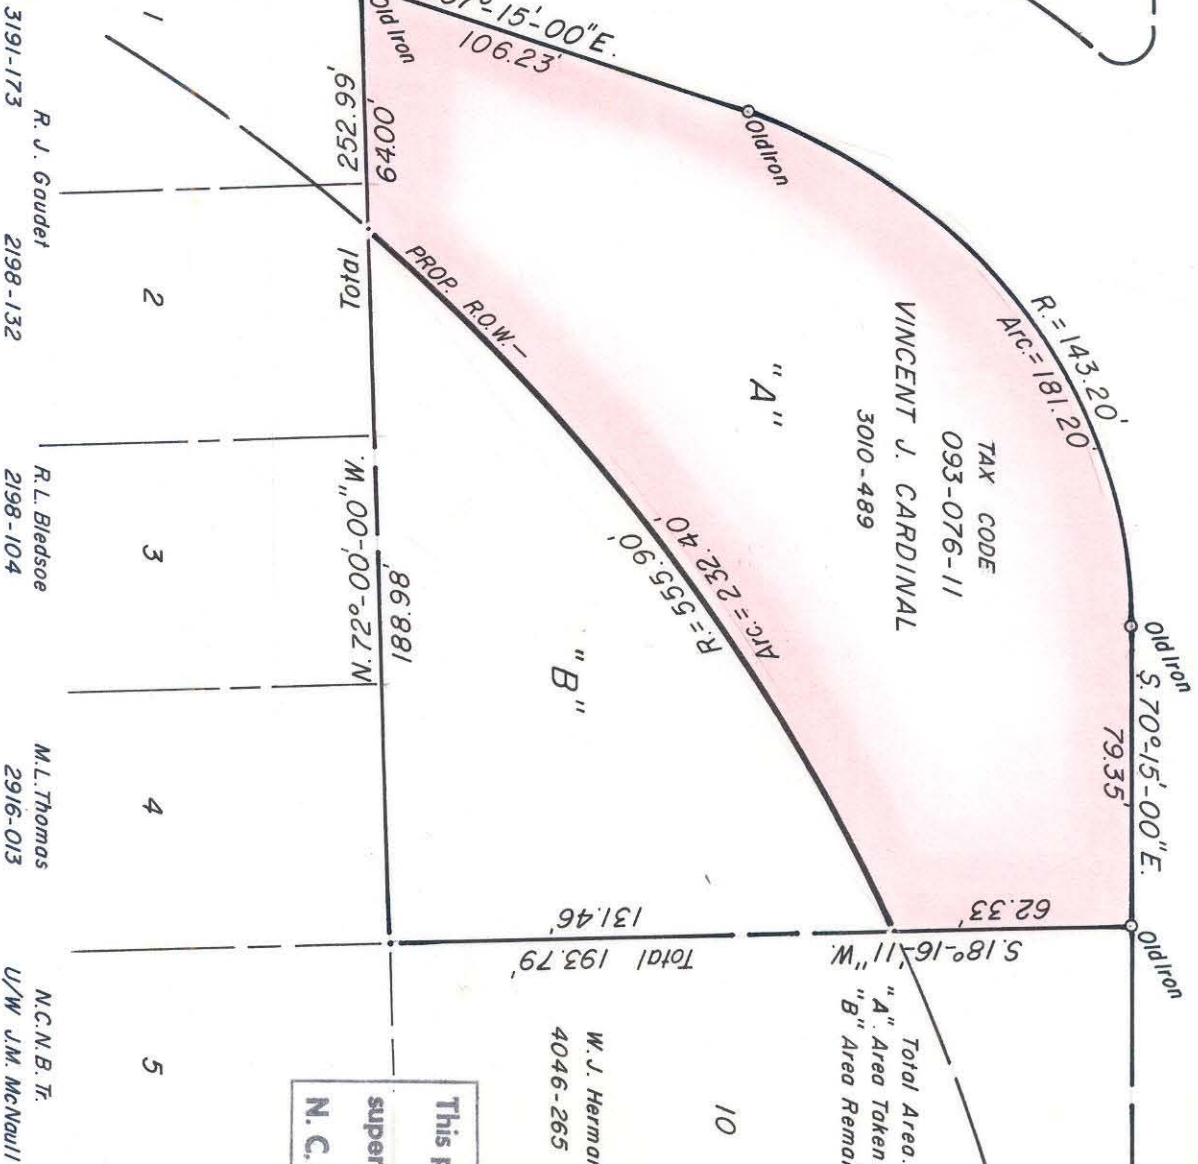 7°-15'-00"E.
106.23'
Old Iron
Old Iron
R.=143.20'
Arc.=181.20'
Old Iron
S.70°-15'-00"E.
79.35'
Old Iron
62.33'
S.18°-16'-11"W.
131.46'
Total 193.79'
TAX CODE
093-076-11
VINCENT J. CARDINAL
3010-489
"A"
PROP. R.O.W.-
Arc.=232.40'
R.=555.90'
"B"
64.00'
252.99'
Total
188.98'
N.72°-00'-00"W.
Total Area.
"A". Area Taken
"B" Area Remai
W.J. Herma
4046-265
10
1
2
3
4
5
R. J. Gaudet
3191-173
2198-132
R.L. Bledsoe
2198-104
M.L. Thomas
2916-013
N.C.N.B. Tr.
U/W J.M. McNaull
This
super
N. C.